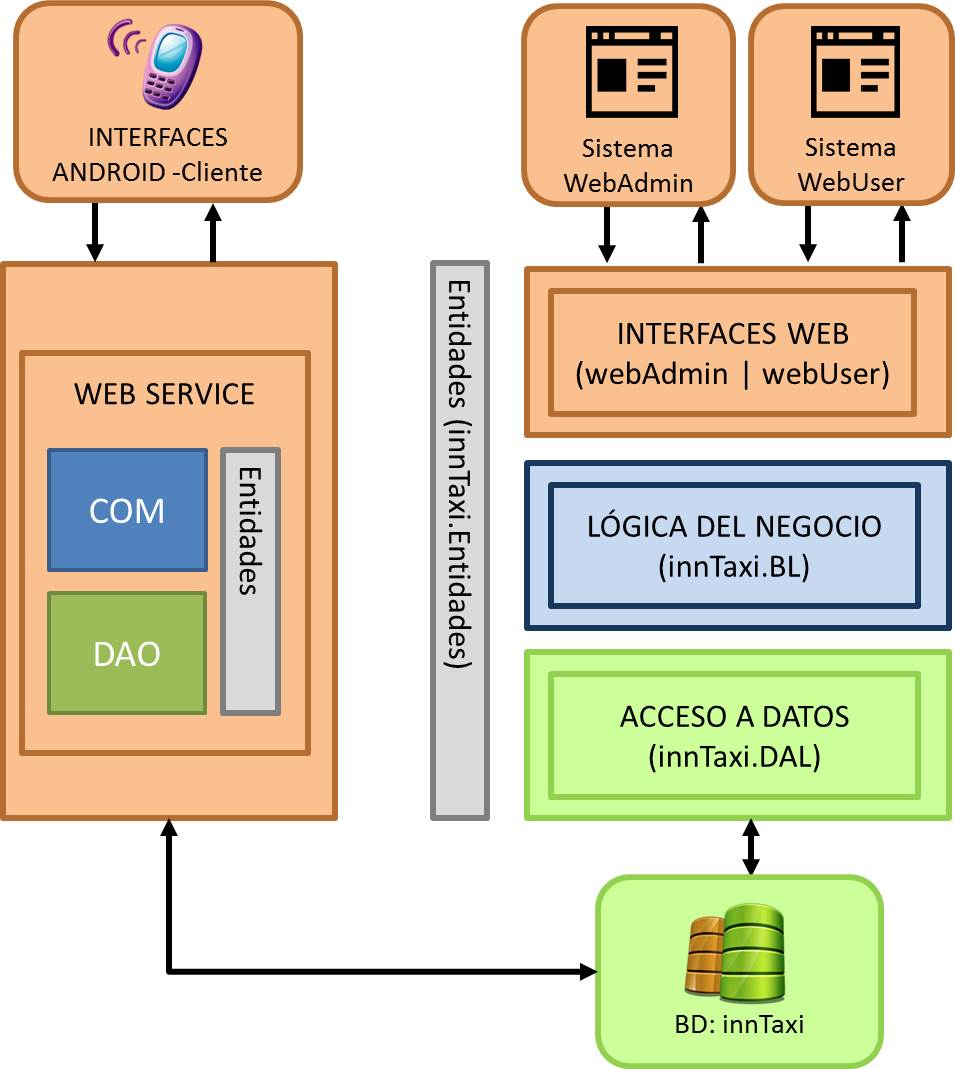 INTERFACES
ANDROID -Cliente
Sistema
WebAdmin
Sistema
WebUser
WEB SERVICE
COM
DAO
Entidades
Entidades (innTaxi.Entidades)
INTERFACES WEB
(webAdmin | webUser)
LÓGICA DEL NEGOCIO
(innTaxi.BL)
ACCESO A DATOS
(innTaxi.DAL)
BD: innTaxi